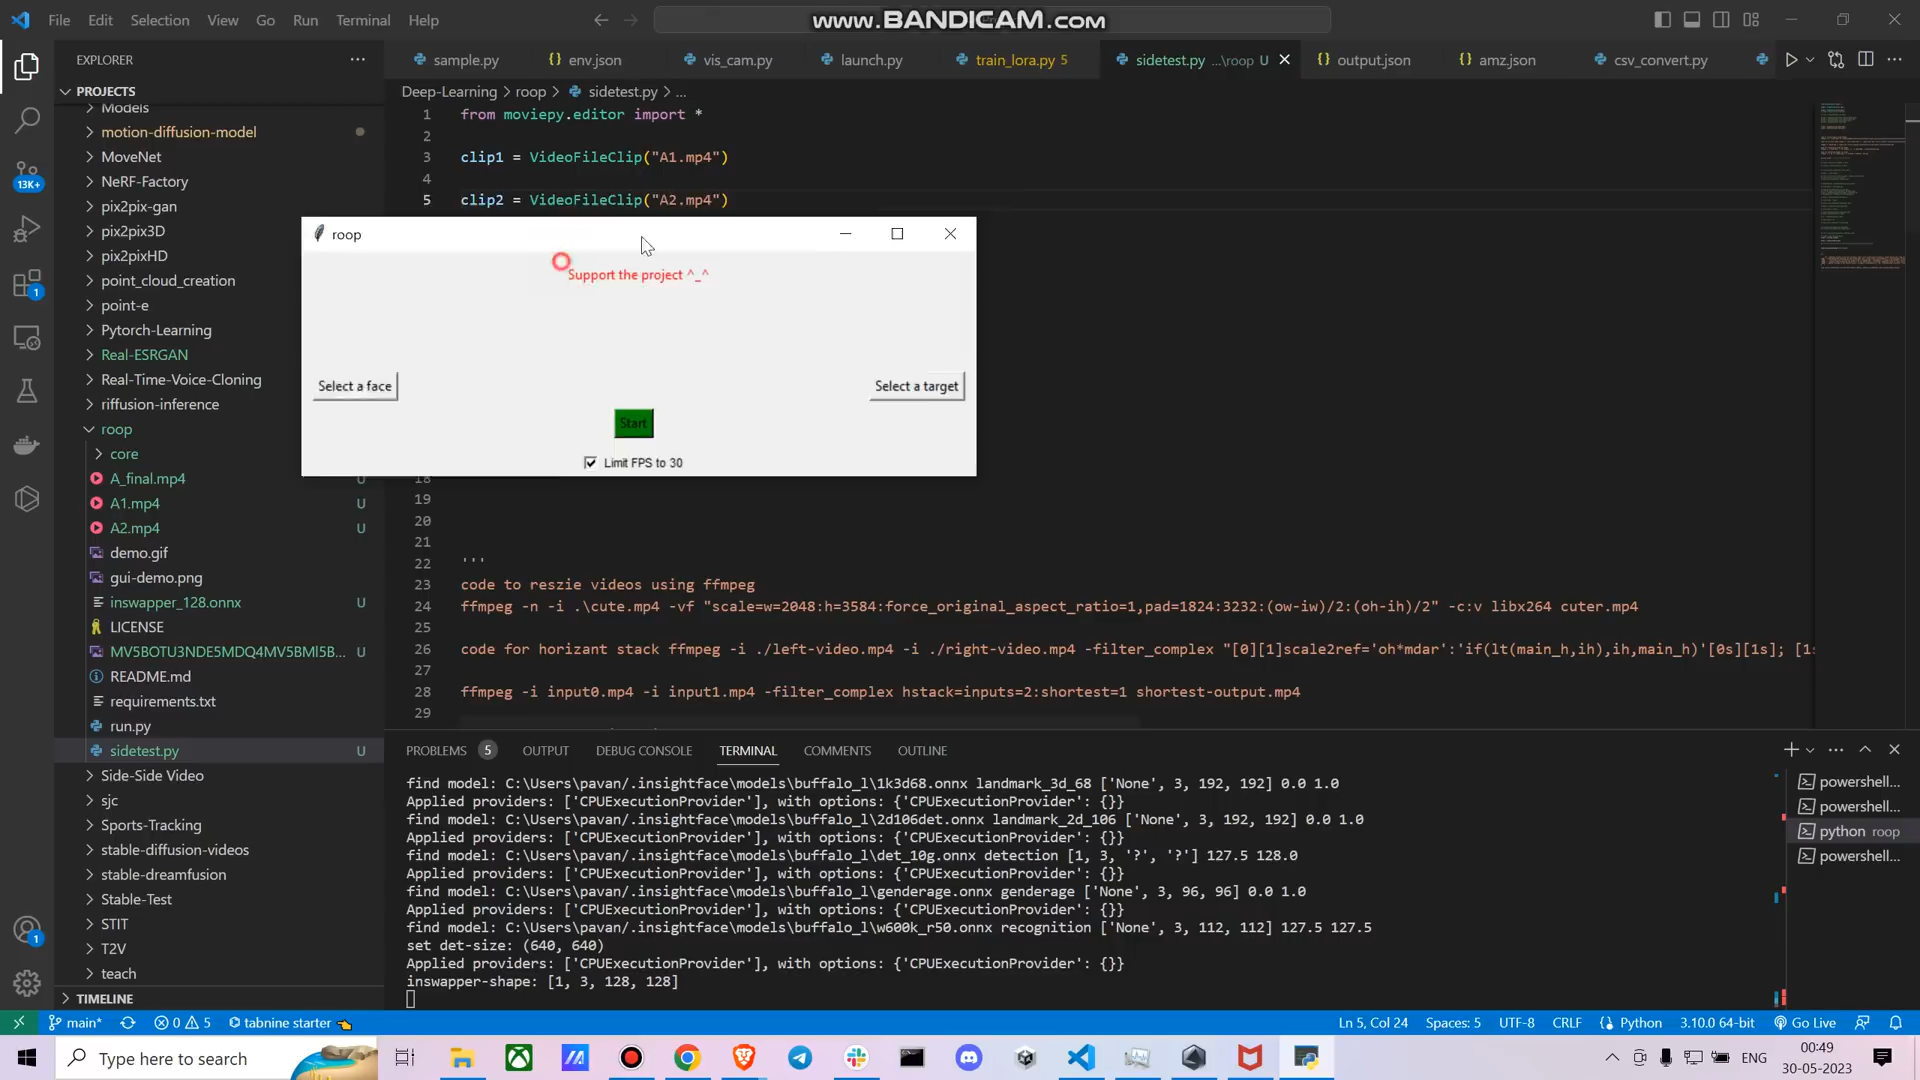 File Edit Selection View Go Run Terminal Help
www.BANDICAM.com
EXPLORER
sample.py
env.json
vis_cam.py
launch.py
train_lora.py 5
sidetest.py ...\roop U
output.json
amz.json
csv_convert.py
PROJECTS
Deep-Learning > roop > sidetest.py > ...
Models
motion-diffusion-model
MoveNet
NeRF-Factory
pix2pix-gan
pix2pix3D
pix2pixHD
point_cloud_creation
point-e
Pytorch-Learning
Real-ESRGAN
Real-Time-Voice-Cloning
riffusion-inference
roop
core
A_final.mp4 U
A1.mp4 U
A2.mp4 U
demo.gif
gui-demo.png
inswapper_128.onnx U
LICENSE
MV5BOTU3NDE5MDQ4MV5BMl5B... U
README.md
requirements.txt
run.py
sidetest.py U
Side-Side Video
sjc
Sports-Tracking
stable-diffusion-videos
stable-dreamfusion
Stable-Test
STIT
T2V
teach
TIMELINE
13K+
1
1
1 from moviepy.editor import *
2
3 clip1 = VideoFileClip("A1.mp4")
4
5 clip2 = VideoFileClip("A2.mp4")
roop
Support the project ^_^
Select a face
Select a target
Start
Limit FPS to 30
18
19
20
21
22 '''
23 code to reszie videos using ffmpeg
24 ffmpeg -n -i .\cute.mp4 -vf "scale=w=2048:h=3584:force_original_aspect_ratio=1,pad=1824:3232:(ow-iw)/2:(oh-ih)/2" -c:v libx264 cuter.mp4
25
26 code for horizant stack ffmpeg -i ./left-video.mp4 -i ./right-video.mp4 -filter_complex "[0][1]scale2ref='oh*mdar':'if(lt(main_h,ih),ih,main_h)'[0s][1s]; [1s
27
28 ffmpeg -i input0.mp4 -i input1.mp4 -filter_complex hstack=inputs=2:shortest=1 shortest-output.mp4
29
PROBLEMS 5 OUTPUT DEBUG CONSOLE TERMINAL COMMENTS OUTLINE
find model: C:\Users\pavan/.insightface\models\buffalo_l\1k3d68.onnx landmark_3d_68 ['None', 3, 192, 192] 0.0 1.0
Applied providers: ['CPUExecutionProvider'], with options: {'CPUExecutionProvider': {}}
find model: C:\Users\pavan/.insightface\models\buffalo_l\2d106det.onnx landmark_2d_106 ['None', 3, 192, 192] 0.0 1.0
Applied providers: ['CPUExecutionProvider'], with options: {'CPUExecutionProvider': {}}
find model: C:\Users\pavan/.insightface\models\buffalo_l\det_10g.onnx detection [1, 3, '?', '?'] 127.5 128.0
Applied providers: ['CPUExecutionProvider'], with options: {'CPUExecutionProvider': {}}
find model: C:\Users\pavan/.insightface\models\buffalo_l\genderage.onnx genderage ['None', 3, 96, 96] 0.0 1.0
Applied providers: ['CPUExecutionProvider'], with options: {'CPUExecutionProvider': {}}
find model: C:\Users\pavan/.insightface\models\buffalo_l\w600k_r50.onnx recognition ['None', 3, 112, 112] 127.5 127.5
set det-size: (640, 640)
Applied providers: ['CPUExecutionProvider'], with options: {'CPUExecutionProvider': {}}
inswapper-shape: [1, 3, 128, 128]
powershell...
powershell...
python roop
powershell...
main* 0 5 tabnine starter
Ln 5, Col 24 Spaces: 5 UTF-8 CRLF Python 3.10.0 64-bit Go Live
Type here to search
ENG
00:49
30-05-2023